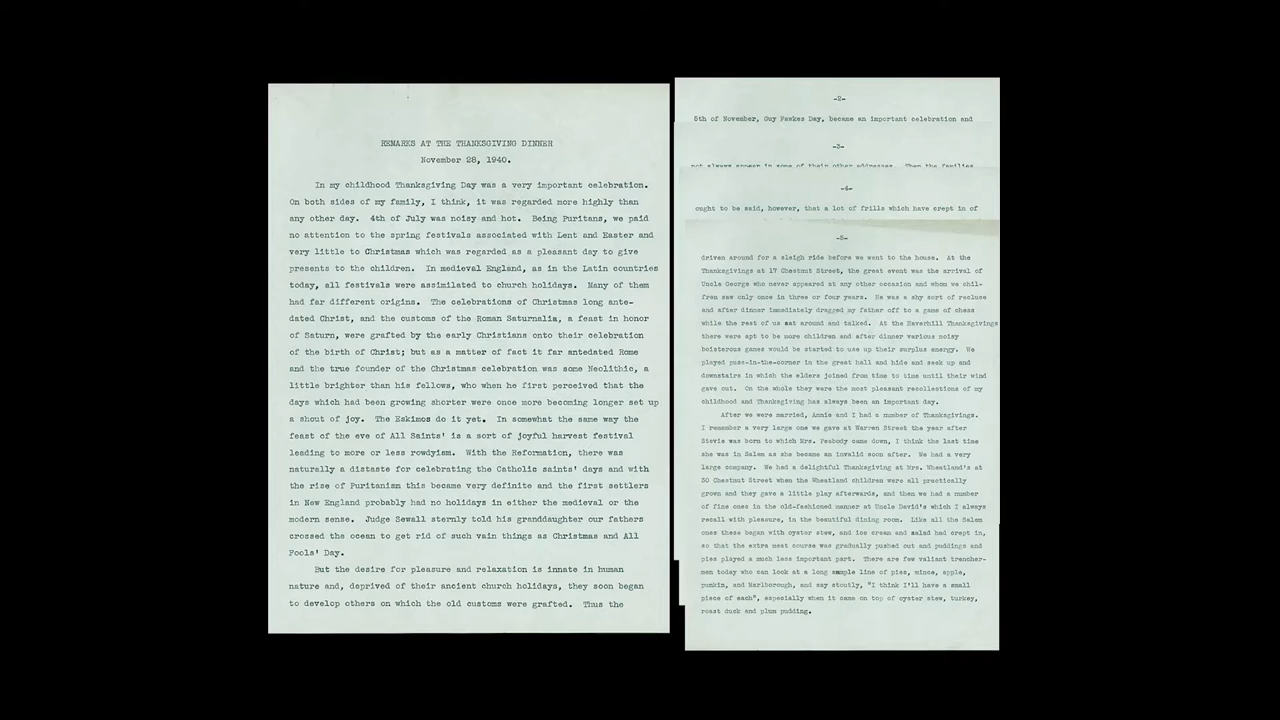 REMARKS AT THE THANKSGIVING DINNER
November 28, 1940.
In my childhood Thanksgiving Day was a very important celebration.
On both sides of my family, I think, it was regarded more highly than
any other day. 4th of July was noisy and hot. Being Puritans, we paid
no attention to the spring festivals associated with Lent and Easter and
very little to Christmas which was regarded as a pleasant day to give
presents to the children. In medieval England, as in the Latin countries
today, all festivals were assimilated to church holidays. Many of them
had far different origins. The celebrations of Christmas long ante-
dated Christ, and the customs of the Roman Saturnalia, a feast in honor
of Saturn, were grafted by the early Christians onto their celebration
of the birth of Christ; but as a matter of fact it far antedated Rome
and the true founder of the Christmas celebration was some Neolithic, a
little brighter than his fellows, who when he first perceived that the
days which had been growing shorter were once more becoming longer set up
a shout of joy. The Eskimos do it yet. In somewhat the same way the
feast of the eve of All Saints' is a sort of joyful harvest festival
leading to more or less rowdyism. With the Reformation, there was
naturally a distaste for celebrating the Catholic saints' days and with
the rise of Puritanism this became very definite and the first settlers
in New England probably had no holidays in either the medieval or the
modern sense. Judge Sewall sternly told his granddaughter our fathers
crossed the ocean to get rid of such vain things as Christmas and All
Fools' Day.
But the desire for pleasure and relaxation is innate in human
nature and, deprived of their ancient church holidays, they soon began
to develop others on which the old customs were grafted. Thus the
-2-
5th of November, Guy Fawkes Day, became an important celebration and
-3-
not always appear in some of their other addresses. Then the families
-4-
ought to be said, however, that a lot of frills which have crept in of
-5-
driven around for a sleigh ride before we went to the house. At the
Thanksgivings at 17 Chestnut Street, the great event was the arrival of
Uncle George who never appeared at any other occasion and whom we chil-
dren saw only once in three or four years. He was a shy sort of recluse
and after dinner immediately dragged my father off to a game of chess
while the rest of us sat around and talked. At the Haverhill Thanksgivings
there were apt to be more children and after dinner various noisy
boisterous games would be started to use up their surplus energy. We
played puss-in-the-corner in the great hall and hide and seek up and
downstairs in which the elders joined from time to time until their wind
gave out. On the whole they were the most pleasant recollections of my
childhood and Thanksgiving has always been an important day.
After we were married, Annie and I had a number of Thanksgivings.
I remember a very large one we gave at Warren Street the year after
Stevie was born to which Mrs. Peabody came down, I think the last time
she was in Salem as she became an invalid soon after. We had a very
large company. We had a delightful Thanksgiving at Mrs. Wheatland's at
30 Chestnut Street when the Wheatland children were all practically
grown and they gave a little play afterwards, and then we had a number
of fine ones in the old-fashioned manner at Uncle David's which I always
recall with pleasure, in the beautiful dining room. Like all the Salem
ones these began with oyster stew, and ice cream and salad had crept in,
so that the extra meat course was gradually pushed out and puddings and
pies played a much less important part. There are few valiant trencher-
men today who can look at a long ample line of pies, mince, apple,
punkin, and Marlborough, and say stoutly, "I think I'll have a small
piece of each", especially when it came on top of oyster stew, turkey,
roast duck and plum pudding.